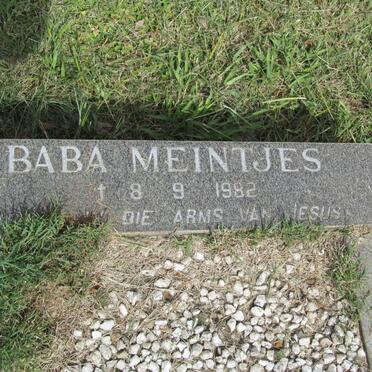 BABA MEINTJES
† 8 9 1982
DIE ARMS VAN JESUS